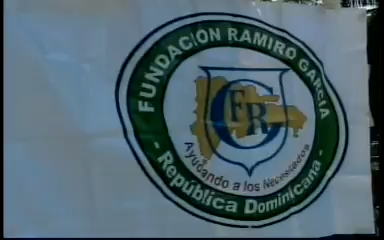 FUNDACION RAMIRO GARCIA
FRG
Ayudando a los Necesitados
- República Dominicana -